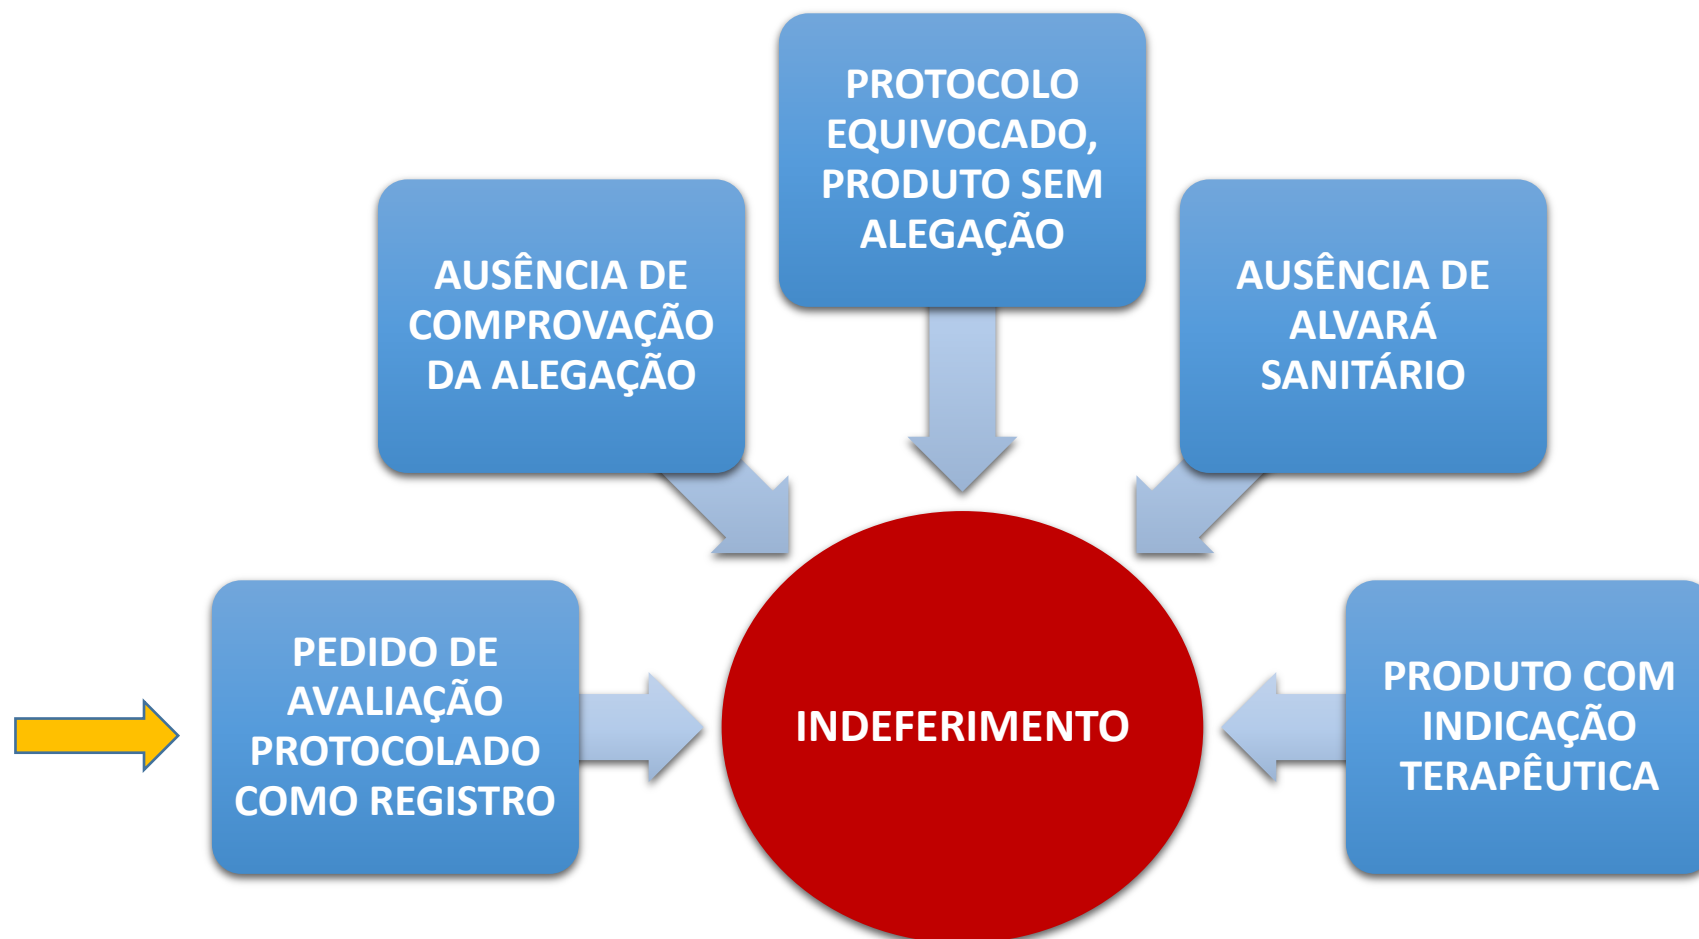 PROTOCOLO
EQUIVOCADO,
PRODUTO SEM
ALEGAÇÃO
AUSÊNCIA DE
COMPROVAÇÃO
DA ALEGAÇÃO
AUSÊNCIA DE
ALVARÁ
SANITÁRIO
PEDIDO DE
AVALIAÇÃO
PROTOCOLADO
COMO REGISTRO
INDEFERIMENTO
PRODUTO COM
INDICAÇÃO
TERAPÊUTICA